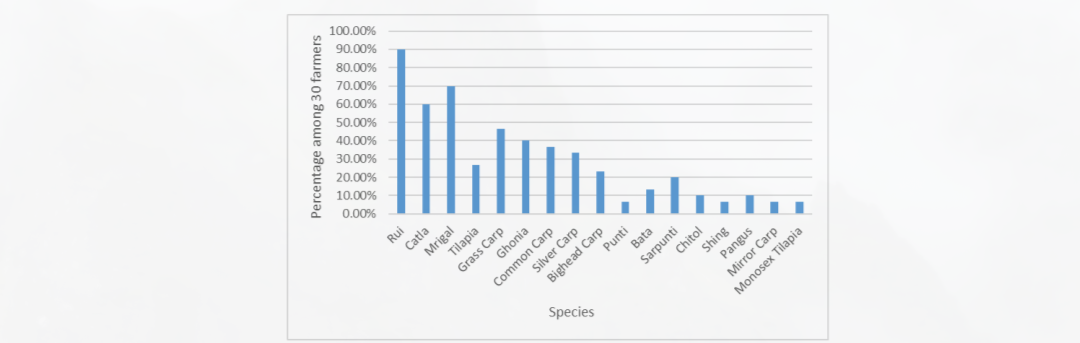 Percentage among 30 farmers
100.00%
90.00%
80.00%
70.00%
60.00%
50.00%
40.00%
30.00%
20.00%
10.00%
0.00%
Rui
Catla
Mrigal
Tilapia
Grass Carp
Ghonia
Common Carp
Silver Carp
Bighead Carp
Punti
Bata
Sarpunti
Chitol
Shing
Pangus
Mirror Carp
Monosex Tilapia
Species